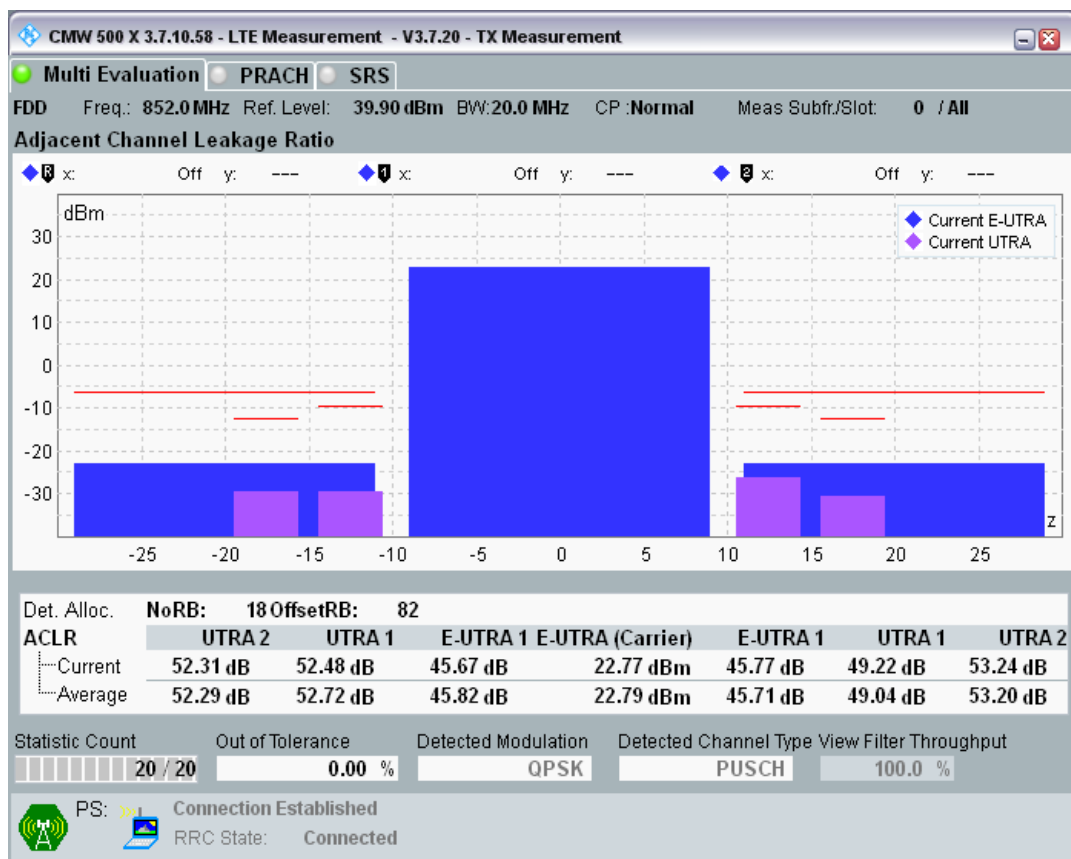 CMW 500 X 3.7.10.58 - LTE Measurement - V3.7.20 - TX Measurement
Multi Evaluation PRACH SRS
FDD Freq.: 852.0 MHz Ref. Level: 39.90 dBm BW:20.0 MHz CP :Normal Meas Subfr./Slot: 0 / All
Adjacent Channel Leakage Ratio
R x: Off y: --- 1 x: Off y: --- 2 x: Off y: ---
dBm
Current E-UTRA
Current UTRA
30
20
10
0
-10
-20
-30
z
-25 -20 -15 -10 -5 0 5 10 15 20 25
Det. Alloc. NoRB: 18 OffsetRB: 82
ACLR UTRA 2 UTRA 1 E-UTRA 1 E-UTRA (Carrier) E-UTRA 1 UTRA 1 UTRA 2
Current 52.31 dB 52.48 dB 45.67 dB 22.77 dBm 45.77 dB 49.22 dB 53.24 dB
Average 52.29 dB 52.72 dB 45.82 dB 22.79 dBm 45.71 dB 49.04 dB 53.20 dB
Statistic Count Out of Tolerance Detected Modulation Detected Channel Type View Filter Throughput
20 / 20 0.00 % QPSK PUSCH 100.0 %
PS: Connection Established
RRC State: Connected